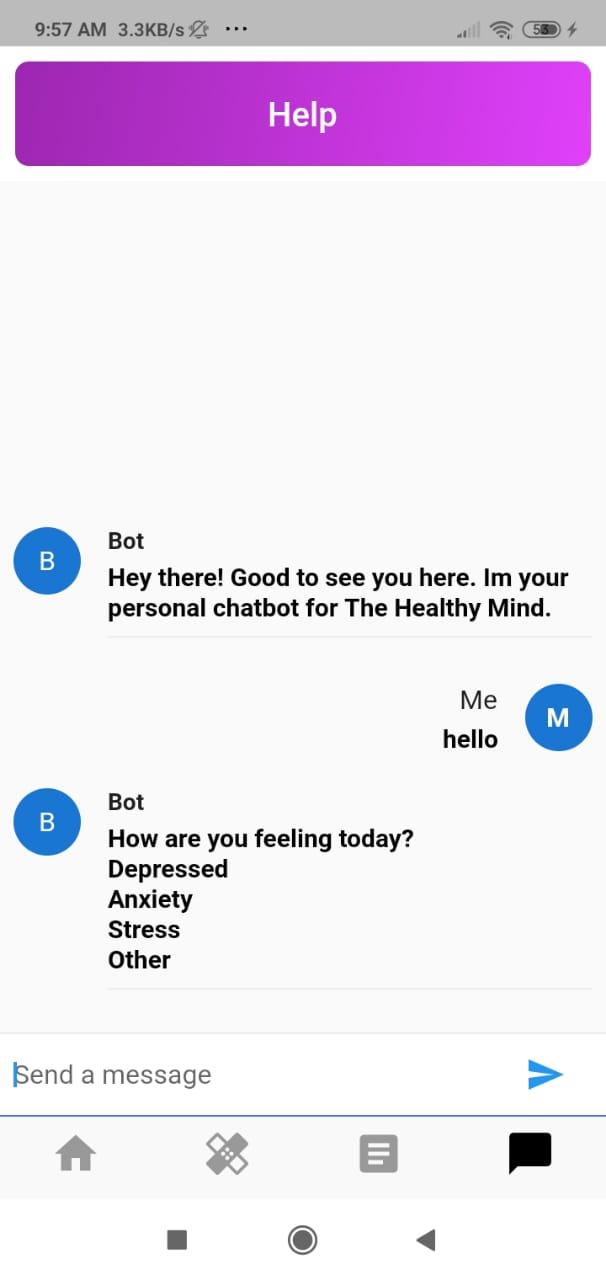 9:57 AM 3.3KB/s ... 53
Help
Bot
B
Hey there! Good to see you here. Im your
personal chatbot for The Healthy Mind.
Me
M
hello
Bot
B
How are you feeling today?
Depressed
Anxiety
Stress
Other
Send a message